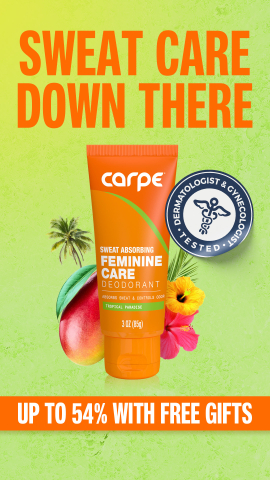 SWEAT CARE
DOWN THERE
carpe
DERMATOLOGIST & GYNECOLOGIST
• TESTED •
SWEAT ABSORBING
FEMININE
CARE
DEODORANT
TROPICAL PARADISE
3 OZ (85g)
UP TO 54% WITH FREE GIFTS